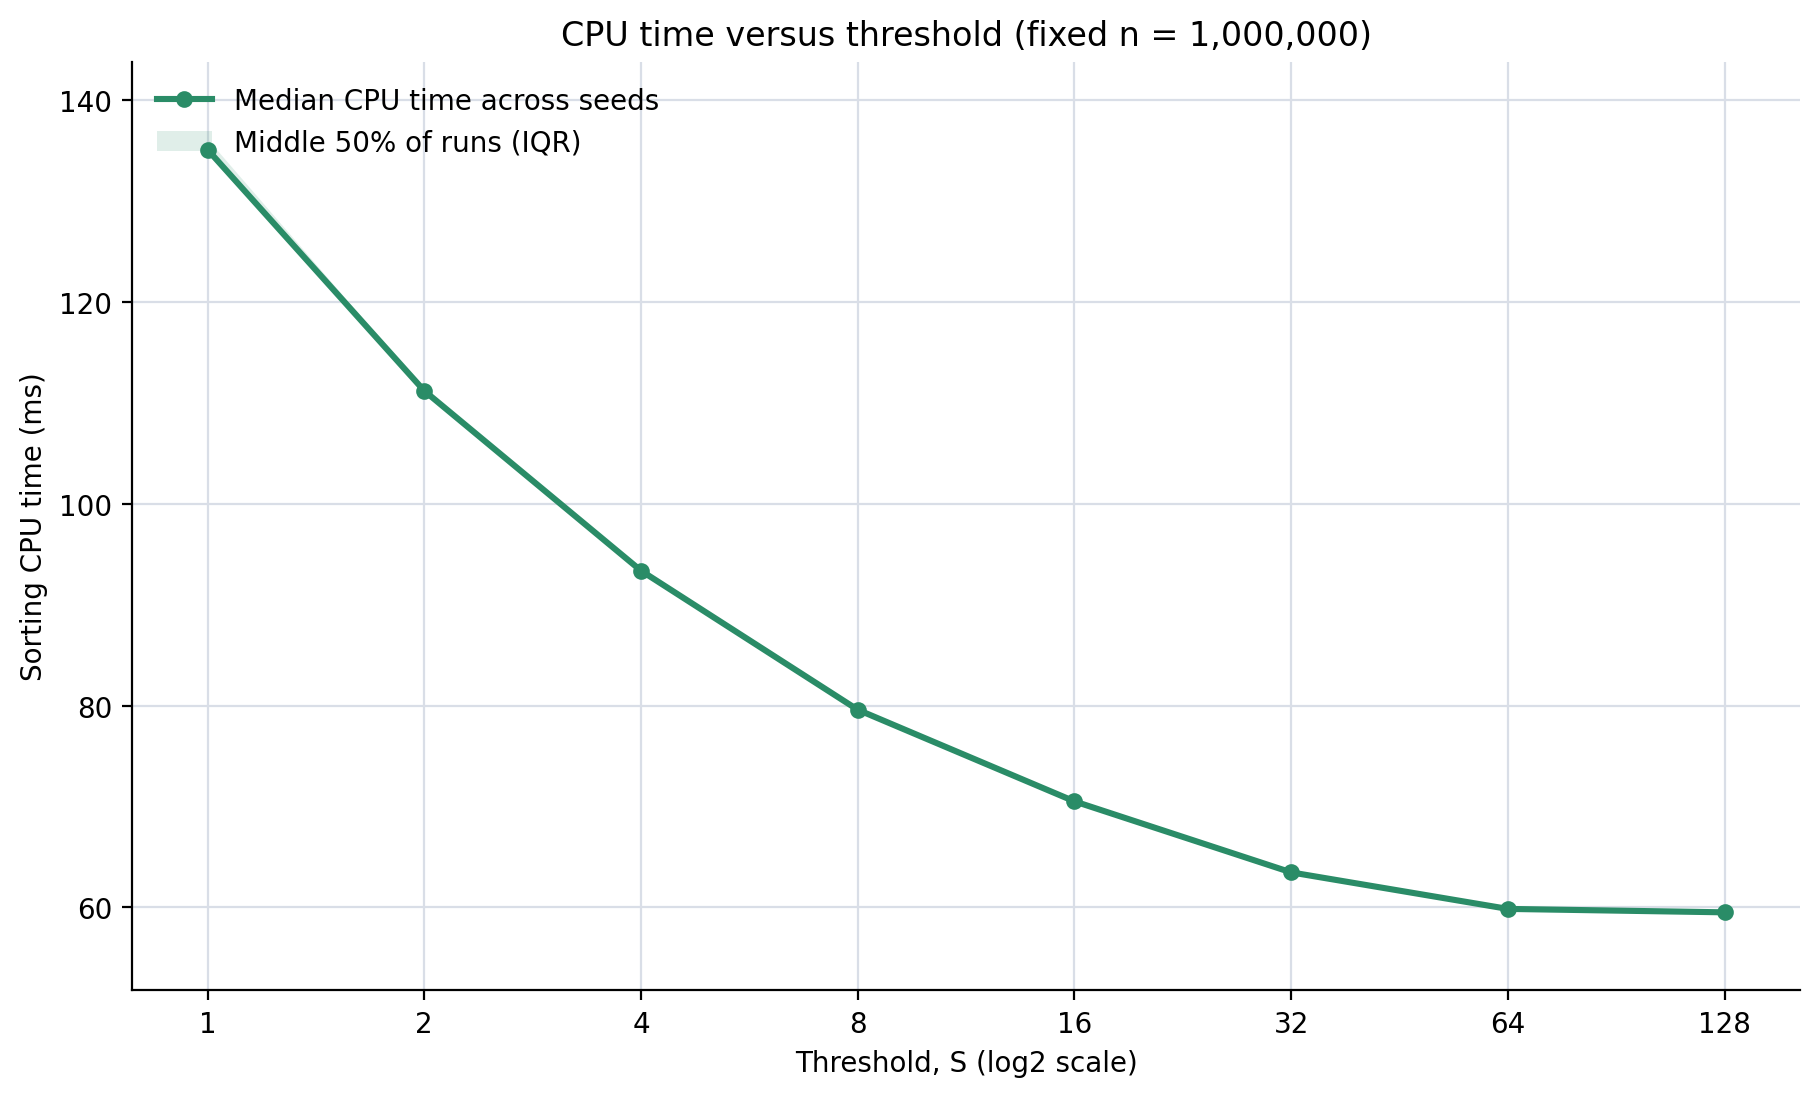 CPU time versus threshold (fixed n = 1,000,000)
Median CPU time across seeds
Middle 50% of runs (IQR)
Sorting CPU time (ms)
140
120
100
80
60
1 2 4 8 16 32 64 128
Threshold, S (log2 scale)